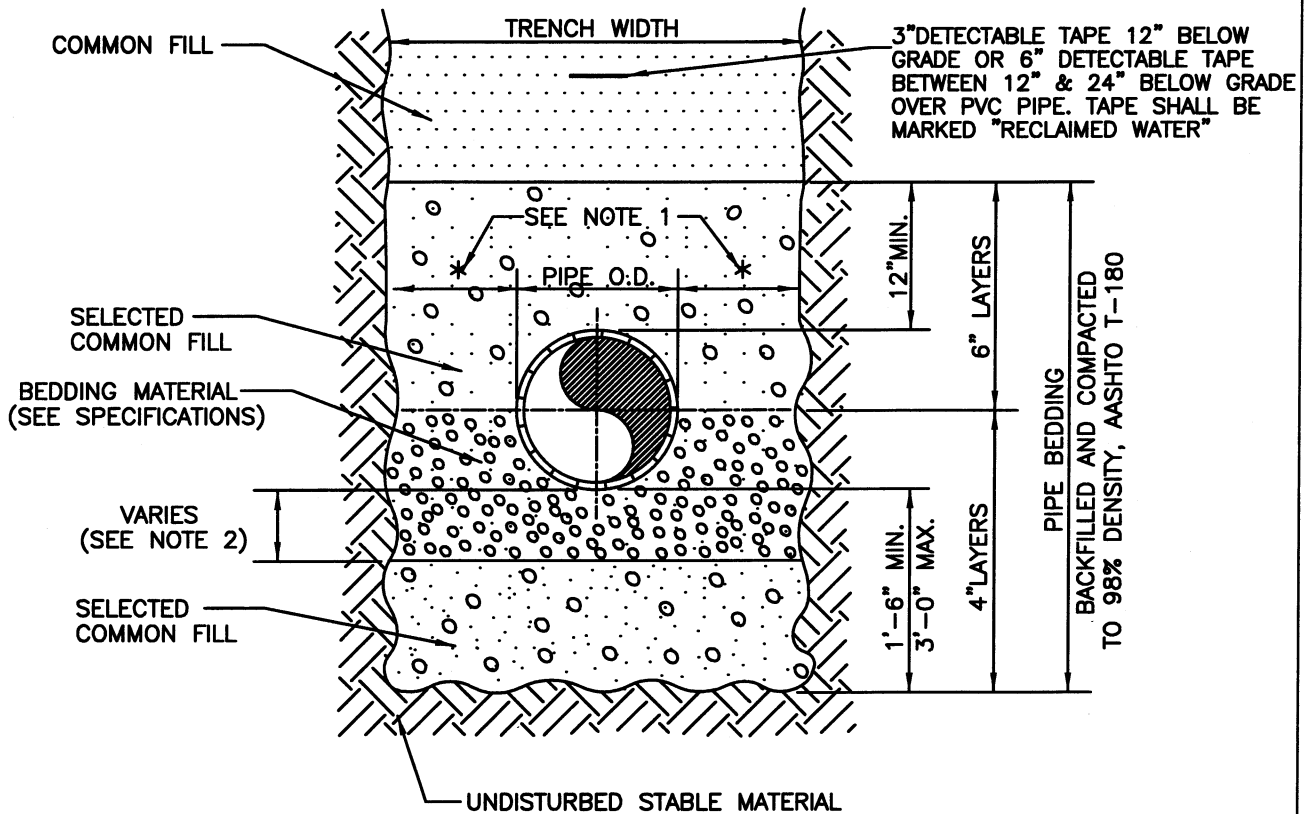 TRENCH WIDTH
COMMON FILL
3"DETECTABLE TAPE 12" BELOW
GRADE OR 6" DETECTABLE TAPE
BETWEEN 12" & 24" BELOW GRADE
OVER PVC PIPE. TAPE SHALL BE
MARKED "RECLAIMED WATER"
SEE NOTE 1
* *
PIPE O.D.
12"MIN.
6" LAYERS
SELECTED
COMMON FILL
BEDDING MATERIAL
(SEE SPECIFICATIONS)
PIPE BEDDING
BACKFILLED AND COMPACTED
TO 98% DENSITY, AASHTO T-180
VARIES
(SEE NOTE 2)
1'-6" MIN.
3'-0" MAX.
4"LAYERS
SELECTED
COMMON FILL
UNDISTURBED STABLE MATERIAL